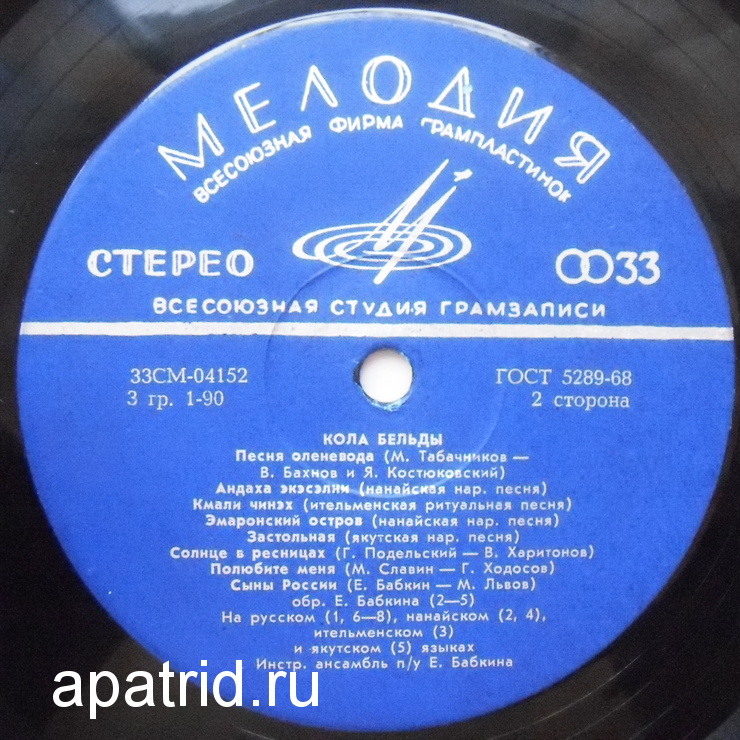 МЕЛОДИЯ
ВСЕСОЮЗНАЯ ФИРМА ГРАМПЛАСТИНОК
СТЕРЕО
33
ВСЕСОЮЗНАЯ СТУДИЯ ГРАМЗАПИСИ
33СМ-04152
ГОСТ 5289-68
3 гр. 1-90
2 сторона
КОЛА БЕЛЬДЫ
Песня оленевода (М. Табачников —
В. Бахнов и Я. Костюковский)
Андаха экэсэлни (нанайская нар. песня)
Кмали чинэх (ительменская ритуальная песня)
Эмаронский остров (нанайская нар. песня)
Застольная (якутская нар. песня)
Солнце в ресницах (Г. Подельский — В. Харитонов)
Полюбите меня (М. Славин — Г. Ходосов)
Сыны России (Е. Бабкин — М. Львов)
обр. Е. Бабкина (2—5)
На русском (1, 6—8), нанайском (2, 4),
ительменском (3)
и якутском (5) языках
Инстр. ансамбль п/у Е. Бабкина
apatrid.ru